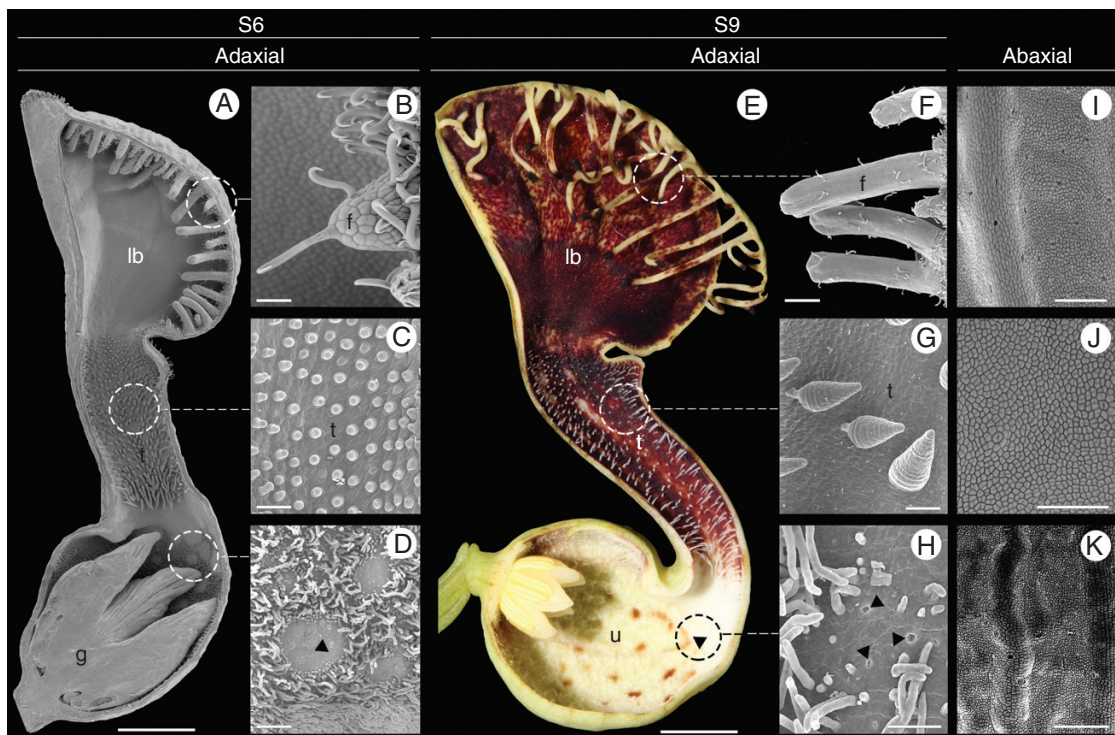 S6 S9
Adaxial Adaxial Abaxial
A B E F I
f f
lb lb
C G J
t t t t
D H K
g u